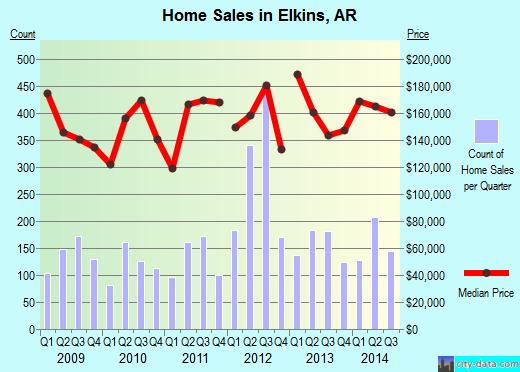 Home Sales in Elkins, AR
Count
Price
500
450
400
350
300
250
200
150
100
50
0
$200,000
$180,000
$160,000
$140,000
$120,000
$100,000
$80,000
$60,000
$40,000
$20,000
$0
Count of
Home Sales
per Quarter
Median Price
Q1 Q2 Q3 Q4 Q1 Q2 Q3 Q4 Q1 Q2 Q3 Q4 Q1 Q2 Q3 Q4 Q1 Q2 Q3 Q4 Q1 Q2 Q3
2009 2010 2011 2012 2013 2014
city-data.com